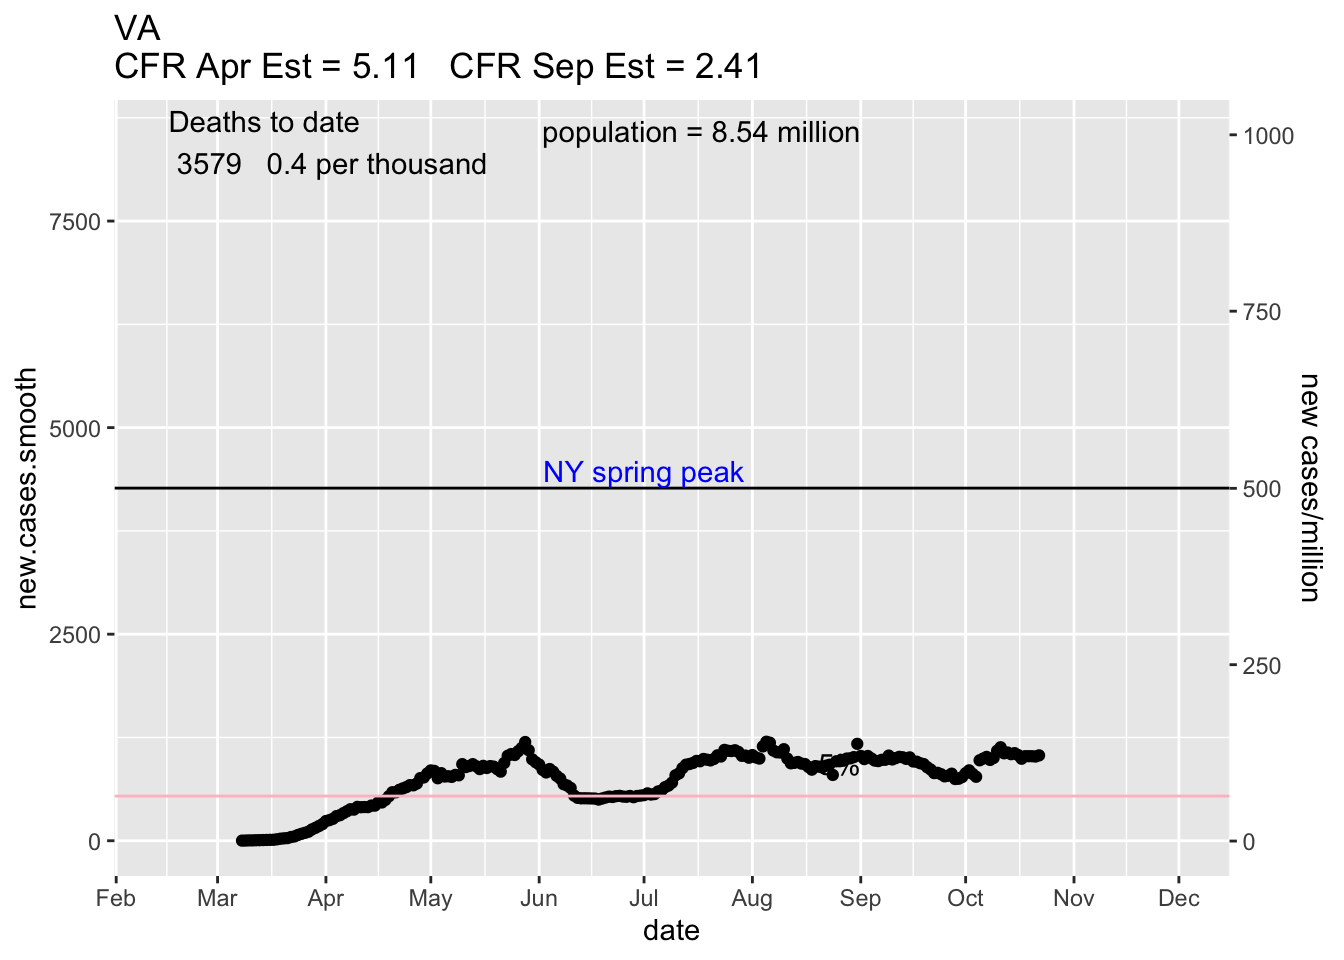 VA
CFR Apr Est = 5.11   CFR Sep Est = 2.41
Deaths to date
3579   0.4 per thousand
population = 8.54 million
NY spring peak
5%
new.cases.smooth
7500
5000
2500
0
new cases/million
1000
750
500
250
0
Feb Mar Apr May Jun Jul Aug Sep Oct Nov Dec
date